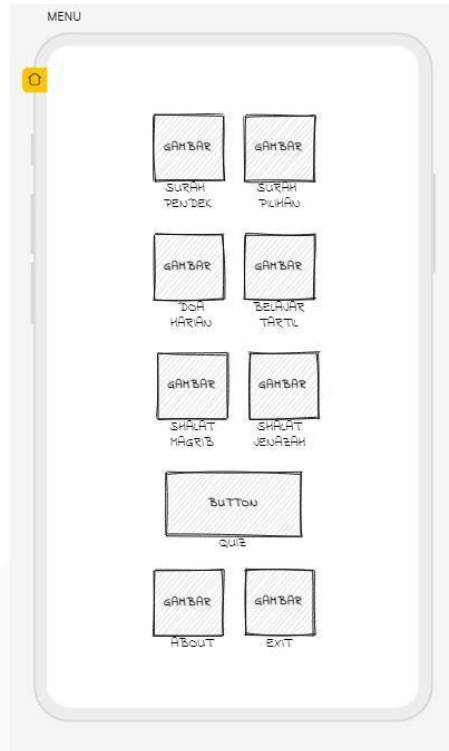 MENU
GAMBAR GAMBAR
SURAH SURAH
PENDEK PILIHAN
GAMBAR GAMBAR
DOA BELAJAR
HARIAN TARTIL
GAMBAR GAMBAR
SHALAT SHALAT
MAGRIB JENAZAH
BUTTON
QUIZ
GAMBAR GAMBAR
ABOUT EXIT